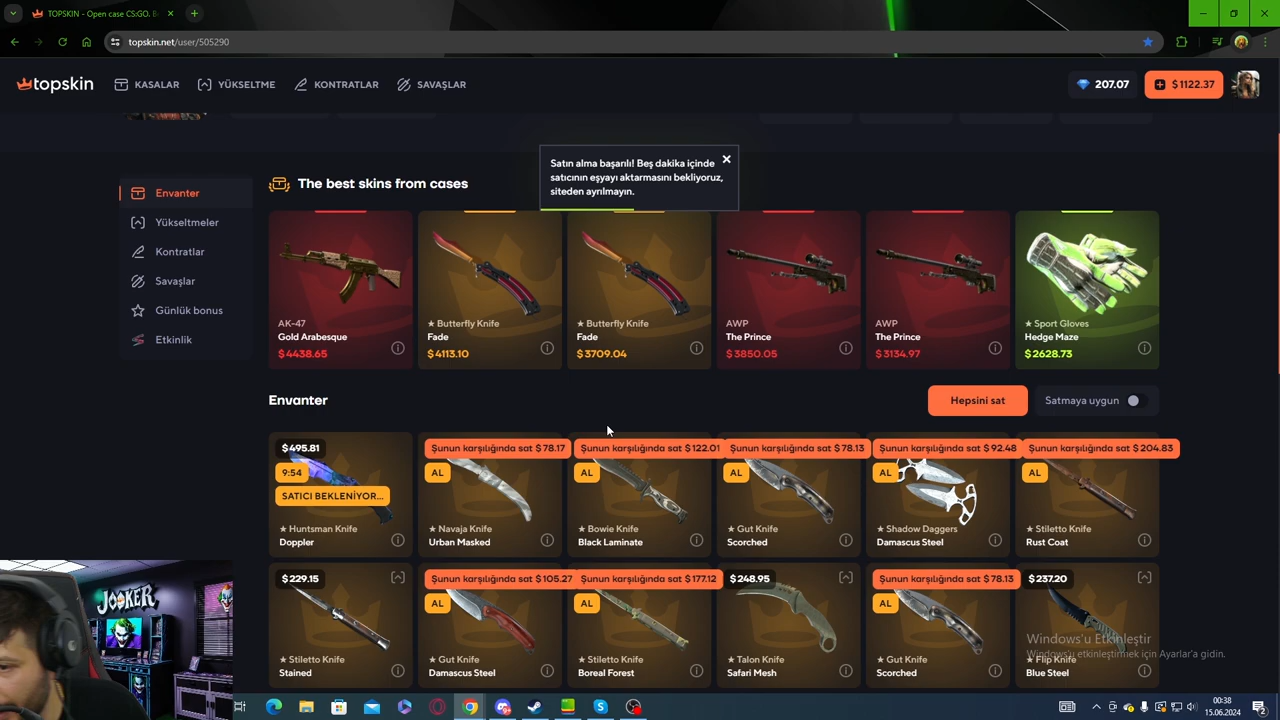 TOPSKIN - Open case CS:GO. B
topskin.net/user/505290
topskin
KASALAR
YÜKSELTME
KONTRATLAR
SAVAŞLAR
207.07
$1122.37
Satın alma başarılı! Beş dakika içinde
satıcının eşyayı aktarmasını bekliyoruz,
siteden ayrılmayın.
Envanter
Yükseltmeler
Kontratlar
Savaşlar
Günlük bonus
Etkinlik
The best skins from cases
AK-47
Gold Arabesque
$4438.65
★ Butterfly Knife
Fade
$4113.10
★ Butterfly Knife
Fade
$3709.04
AWP
The Prince
$3850.05
AWP
The Prince
$3134.97
★ Sport Gloves
Hedge Maze
$2628.73
Envanter
Hepsini sat
Satmaya uygun
$495.81
9:54
SATICI BEKLENİYOR...
★ Huntsman Knife
Doppler
Şunun karşılığında sat $78.17
AL
★ Navaja Knife
Urban Masked
Şunun karşılığında sat $122.01
AL
★ Bowie Knife
Black Laminate
Şunun karşılığında sat $78.13
AL
★ Gut Knife
Scorched
Şunun karşılığında sat $92.48
AL
★ Shadow Daggers
Damascus Steel
Şunun karşılığında sat $204.83
AL
★ Stiletto Knife
Rust Coat
$229.15
★ Stiletto Knife
Stained
Şunun karşılığında sat $105.27
AL
★ Gut Knife
Damascus Steel
Şunun karşılığında sat $177.12
AL
★ Stiletto Knife
Boreal Forest
$248.95
★ Talon Knife
Safari Mesh
Şunun karşılığında sat $78.13
AL
★ Gut Knife
Scorched
$237.20
★ Flip Knife
Blue Steel
Windows'u Etkinleştir
Windows'u etkinleştirmek için Ayarlar'a gidin.
JOKER
00:38
15.06.2024